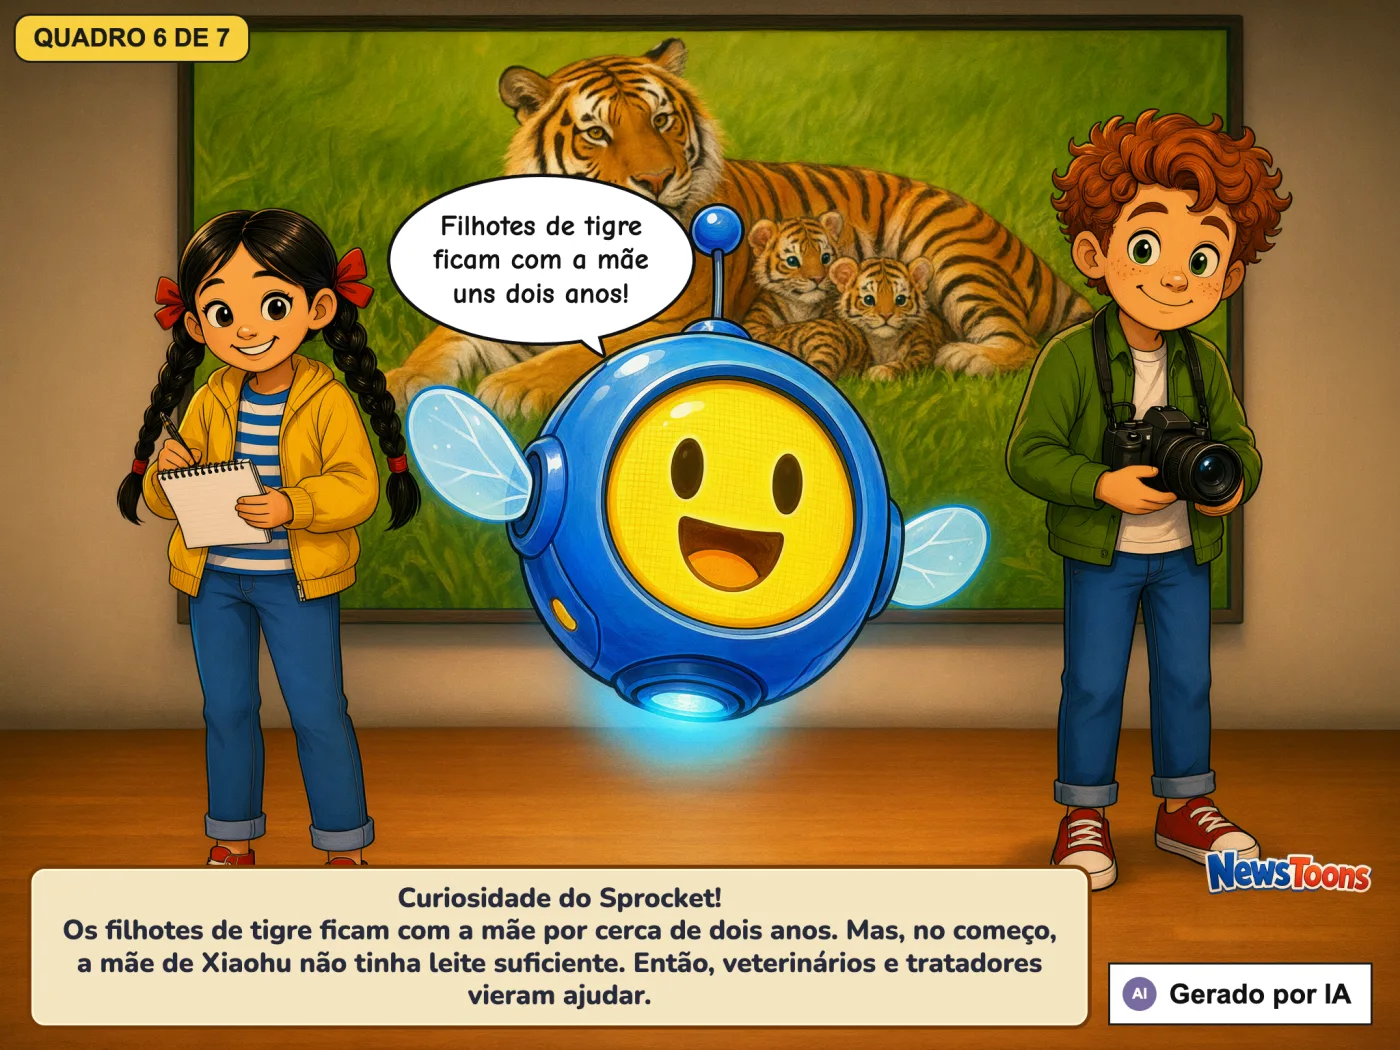 QUADRO 6 DE 7
Filhotes de tigre
ficam com a mãe
uns dois anos!
Curiosidade do Sprocket!
Os filhotes de tigre ficam com a mãe por cerca de dois anos. Mas, no começo,
a mãe de Xiaohu não tinha leite suficiente. Então, veterinários e tratadores
vieram ajudar.
NewsToons
AI Gerado por IA